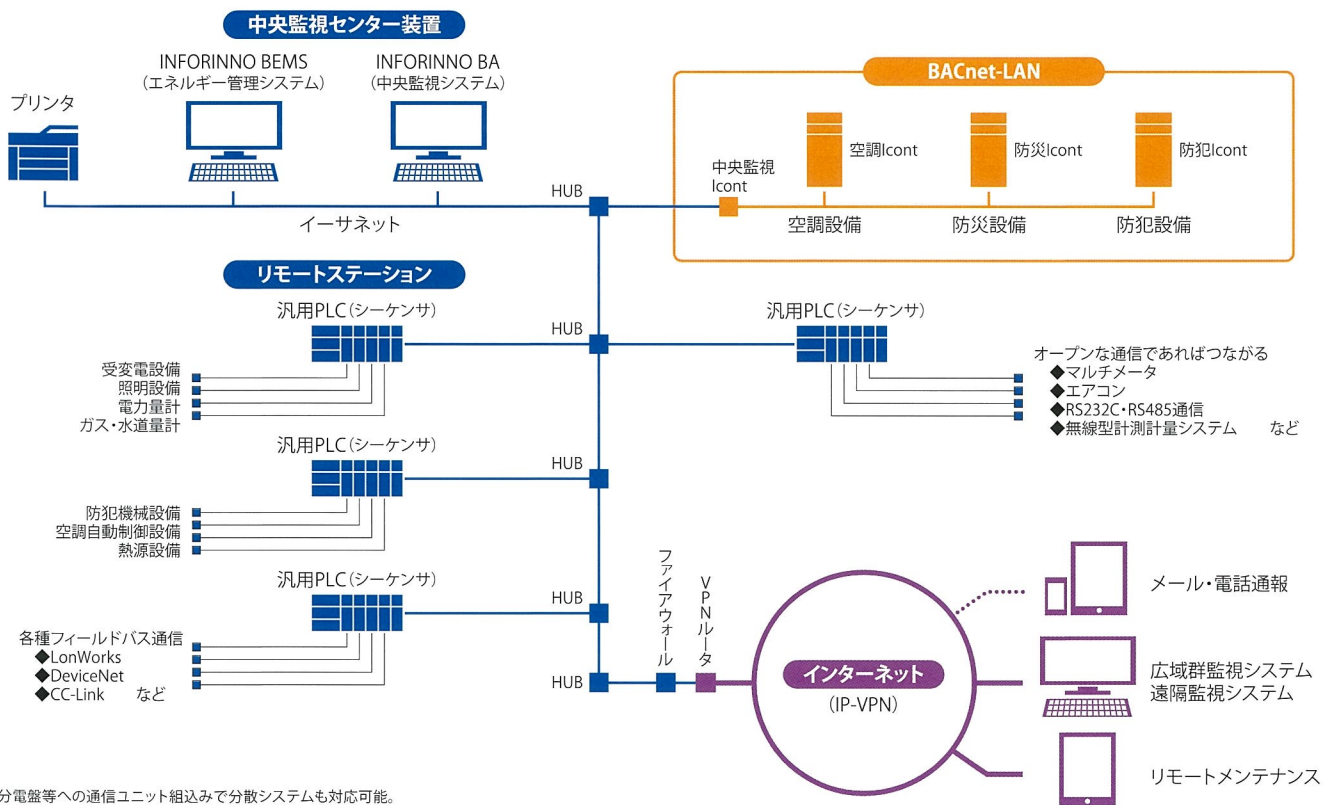 中央監視センター装置
INFORINNO BEMS
(エネルギー管理システム)
INFORINNO BA
(中央監視システム)
プリンタ
イーサネット
HUB
BACnet-LAN
中央監視
Icont
空調Icont
防災Icont
防犯Icont
空調設備
防災設備
防犯設備
リモートステーション
汎用PLC(シーケンサ)
HUB
受変電設備
照明設備
電力量計
ガス・水道量計
汎用PLC(シーケンサ)
オープンな通信であればつながる
◆マルチメータ
◆エアコン
◆RS232C・RS485通信
◆無線型計測計量システム など
汎用PLC(シーケンサ)
HUB
防犯機械設備
空調自動制御設備
熱源設備
汎用PLC(シーケンサ)
HUB
各種フィールドバス通信
◆LonWorks
◆DeviceNet
◆CC-Link など
HUB
ファイアウォール
VPNルータ
インターネット
(IP-VPN)
メール・電話通報
広域群監視システム
遠隔監視システム
リモートメンテナンス
分電盤等への通信ユニット組込みで分散システムも対応可能。